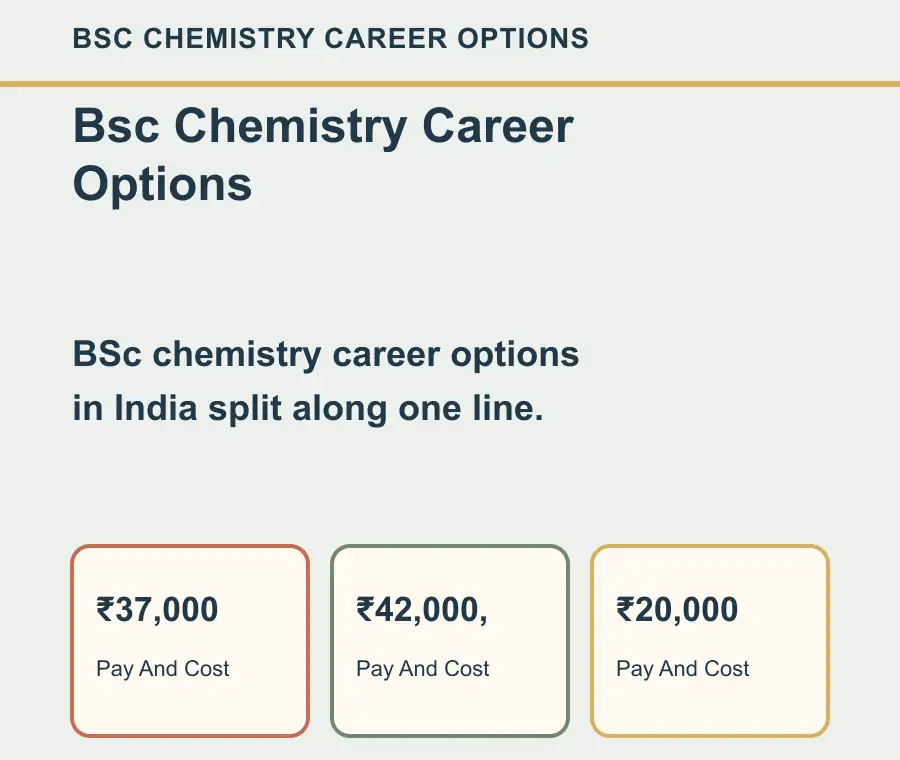 BSC CHEMISTRY CAREER OPTIONS
Bsc Chemistry Career
Options
BSc chemistry career options
in India split along one line.
₹37,000
Pay And Cost
₹42,000,
Pay And Cost
₹20,000
Pay And Cost